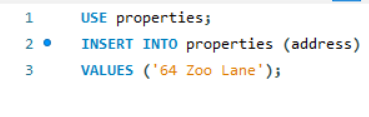 1 USE properties;
2 INSERT INTO properties (address)
3 VALUES ('64 Zoo Lane');